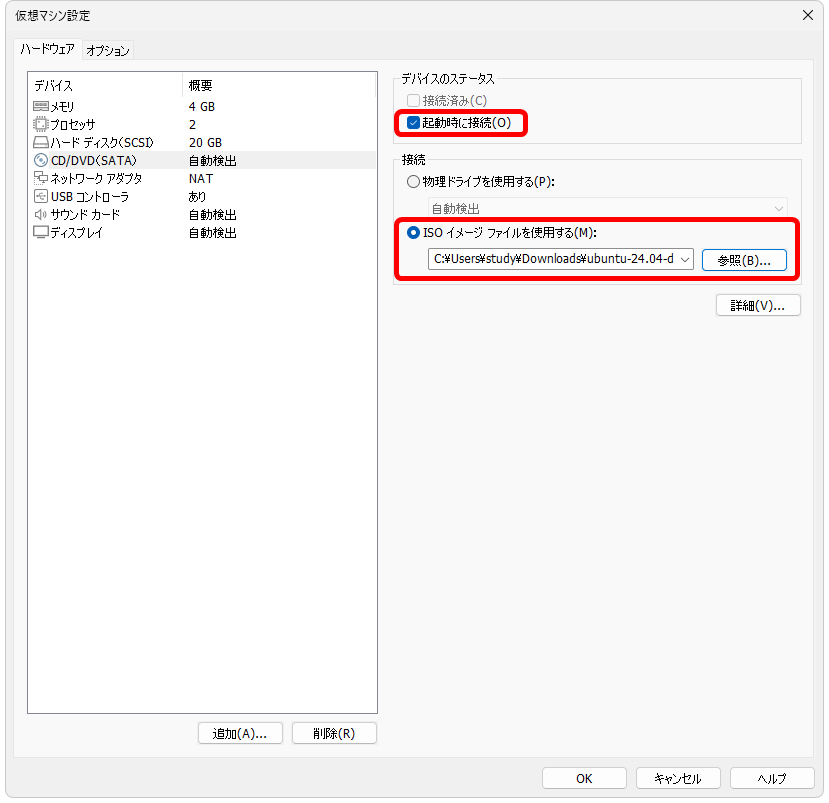 仮想マシン設定
ハードウェア オプション
デバイス 概要
メモリ 4 GB
プロセッサ 2
ハード ディスク(SCSI) 20 GB
CD/DVD(SATA) 自動検出
ネットワーク アダプタ NAT
USB コントローラ あり
サウンド カード 自動検出
ディスプレイ 自動検出
追加(A)... 削除(R)
デバイスのステータス
接続済み(C)
起動時に接続(O)
接続
物理ドライブを使用する(P):
自動検出
ISO イメージ ファイルを使用する(M):
C:¥Users¥study¥Downloads¥ubuntu-24.04-d 参照(B)...
詳細(V)...
OK キャンセル ヘルプ